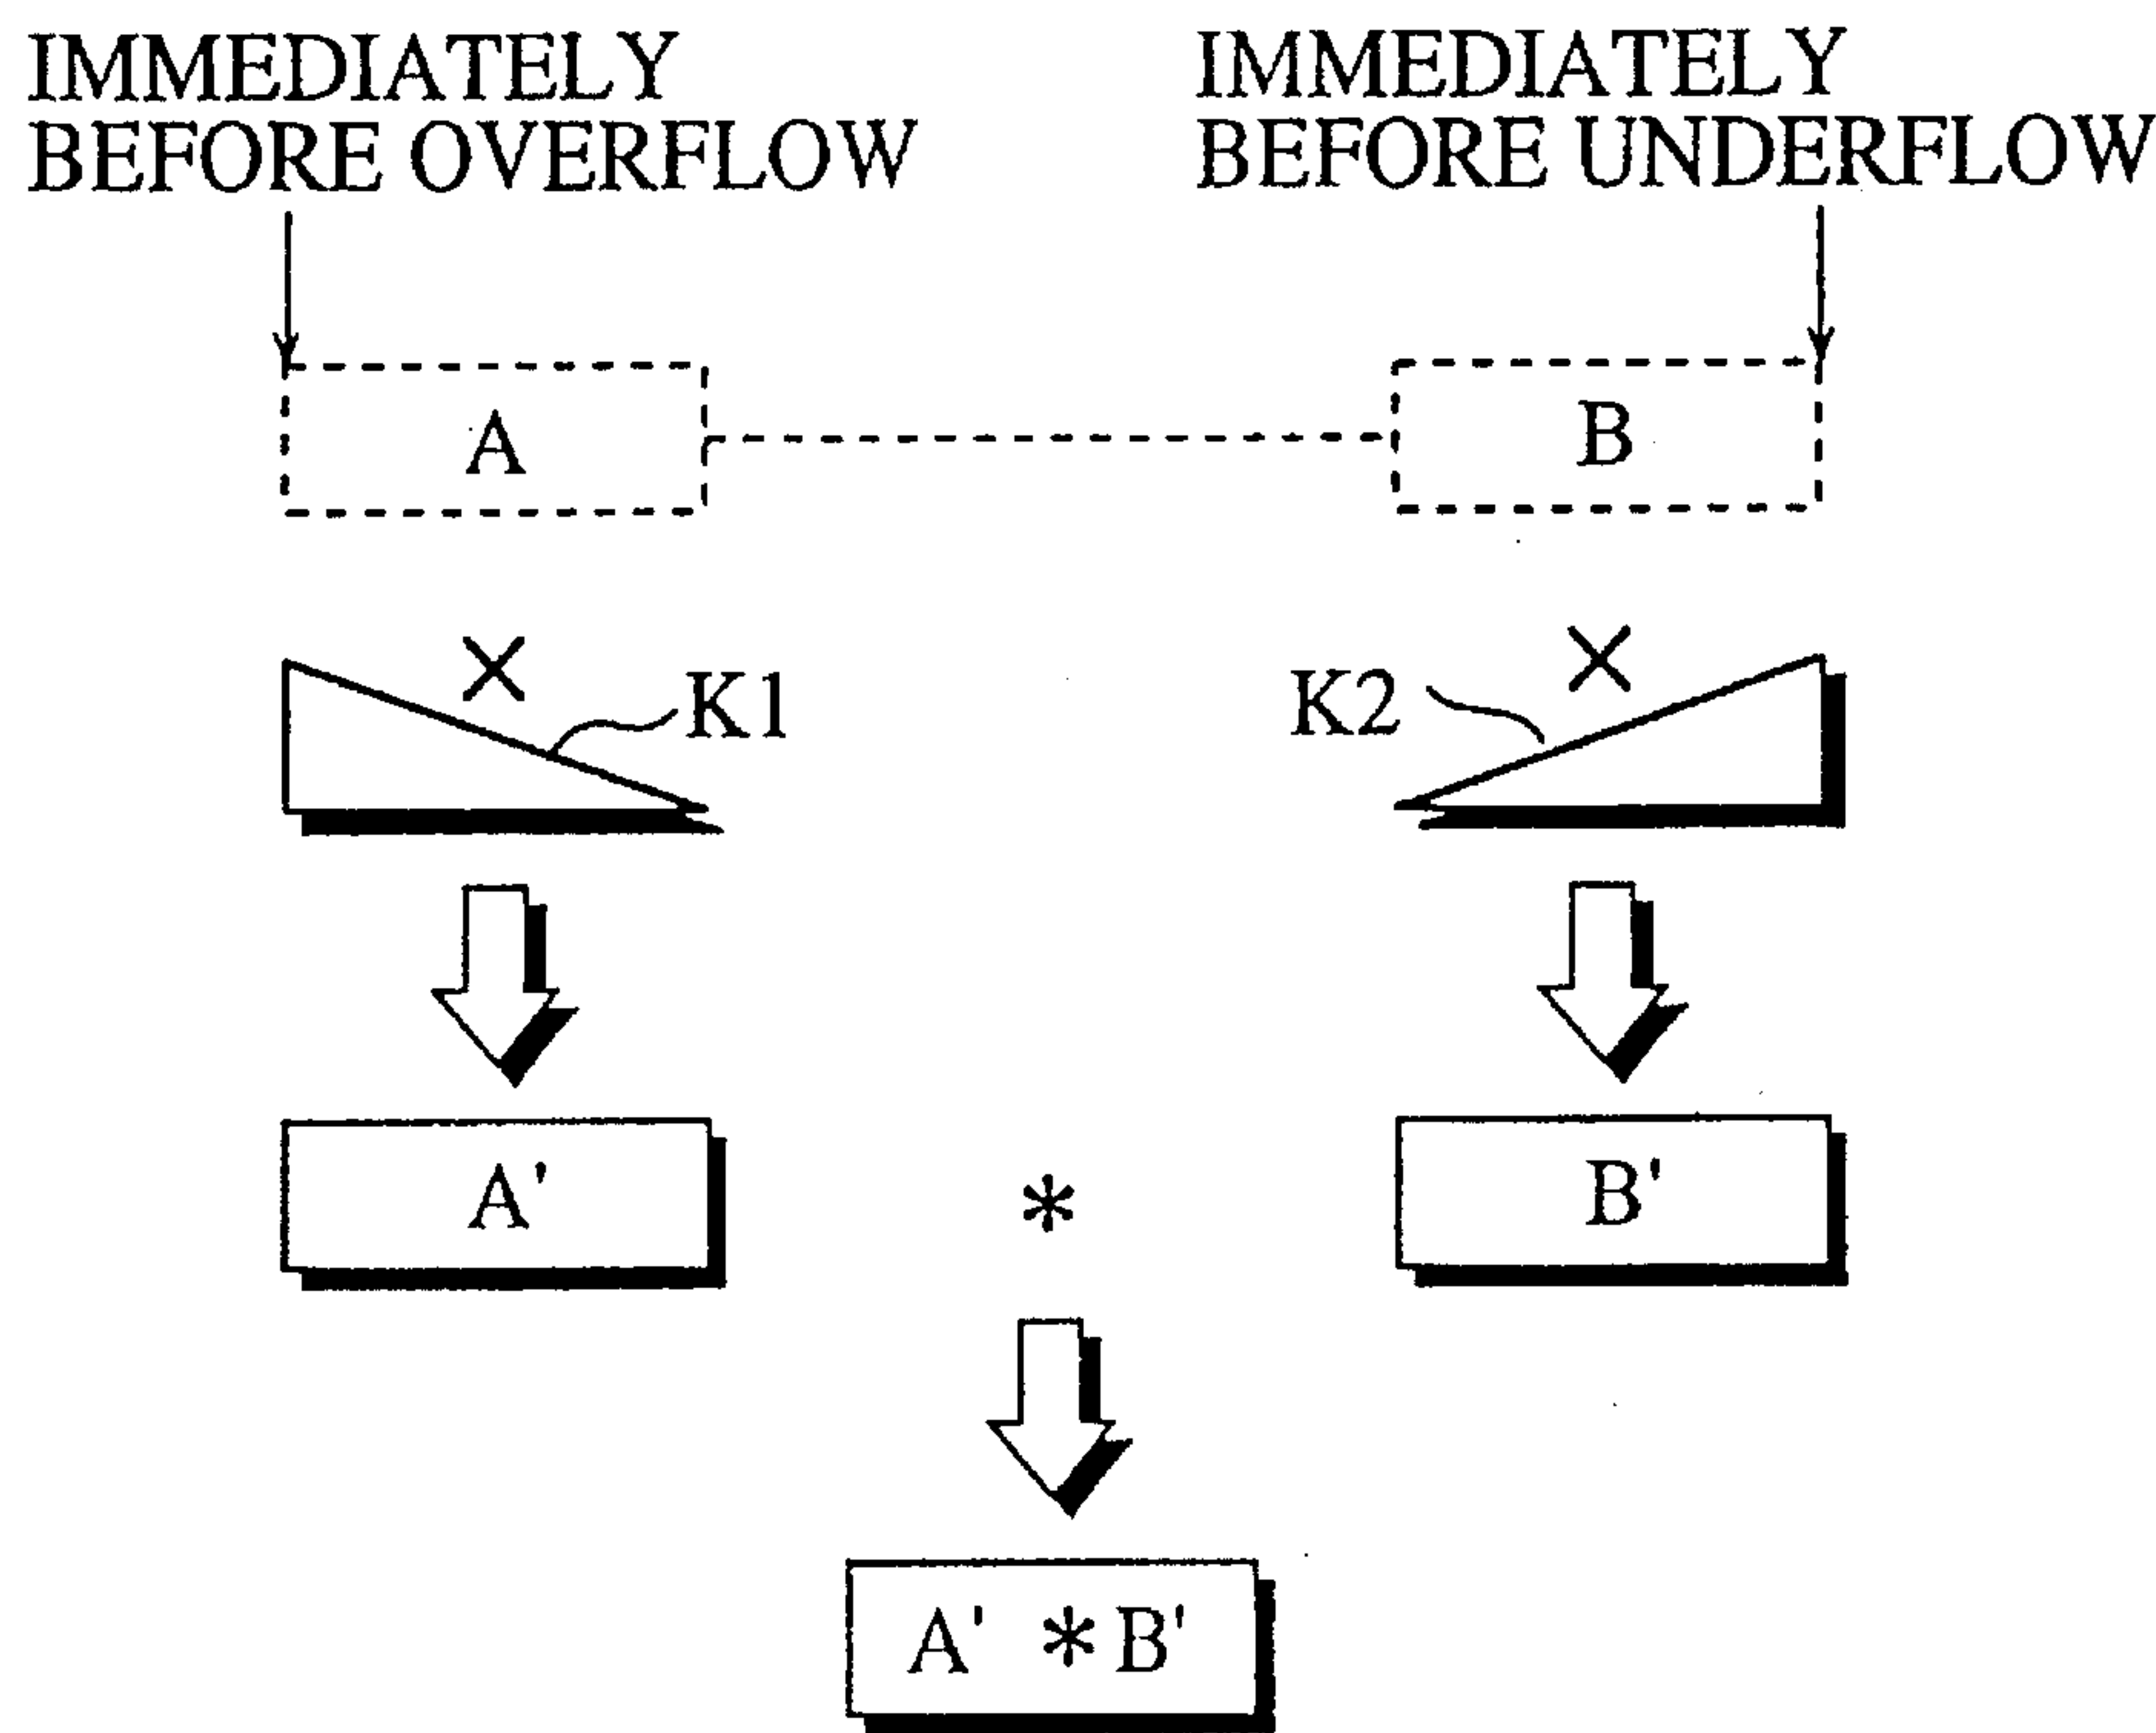 IMMEDIATELY
BEFORE OVERFLOW
IMMEDIATELY
BEFORE UNDERFLOW
A
B
×
K1
K2
×
A'
*
B'
A' *B'